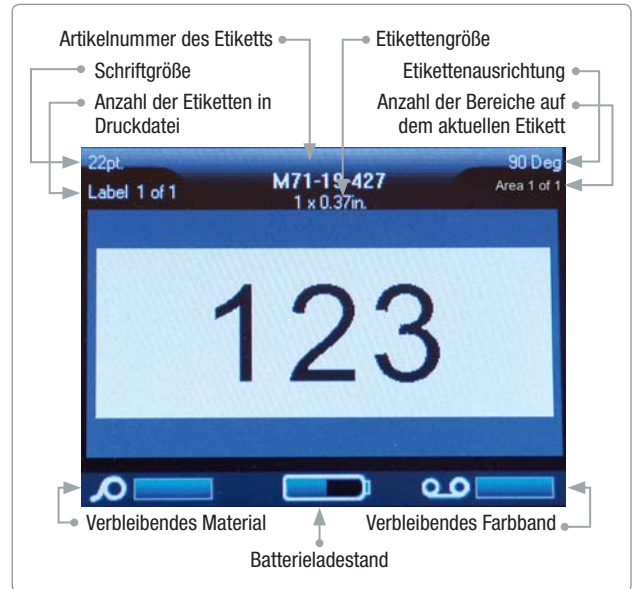 Artikelnummer des Etiketts
Etikettengröße
Schriftgröße
Etikettenausrichtung
Anzahl der Etiketten in
Druckdatei
Anzahl der Bereiche auf
dem aktuellen Etikett
22pt.
90 Deg
Label 1 of 1
M71-19-427
Area 1 of 1
1 x 0.37in.
123
Verbleibendes Material
Verbleibendes Farbband
Batterieladestand